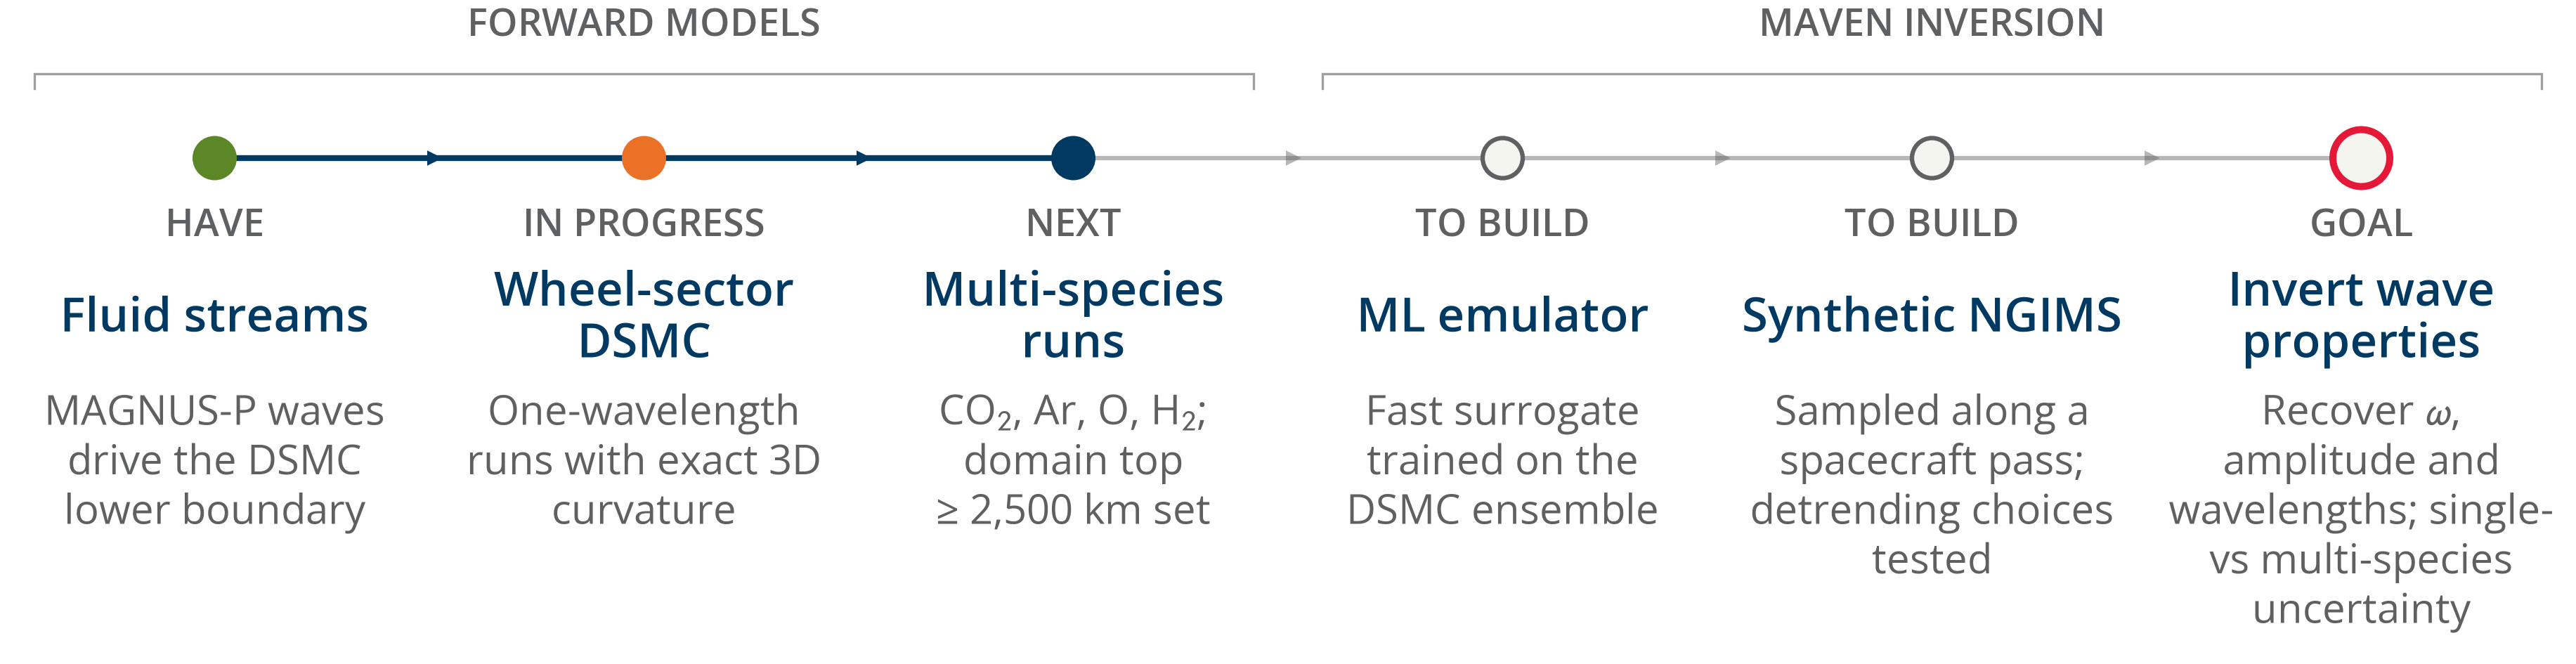 FORWARD MODELS
MAVEN INVERSION
HAVE
Fluid streams
MAGNUS-P waves
drive the DSMC
lower boundary
IN PROGRESS
Wheel-sector
DSMC
One-wavelength
runs with exact 3D
curvature
NEXT
Multi-species
runs
CO₂, Ar, O, H₂;
domain top
≥ 2,500 km set
TO BUILD
ML emulator
Fast surrogate
trained on the
DSMC ensemble
TO BUILD
Synthetic NGIMS
Sampled along a
spacecraft pass;
detrending choices
tested
GOAL
Invert wave
properties
Recover ω,
amplitude and
wavelengths; single-
vs multi-species
uncertainty